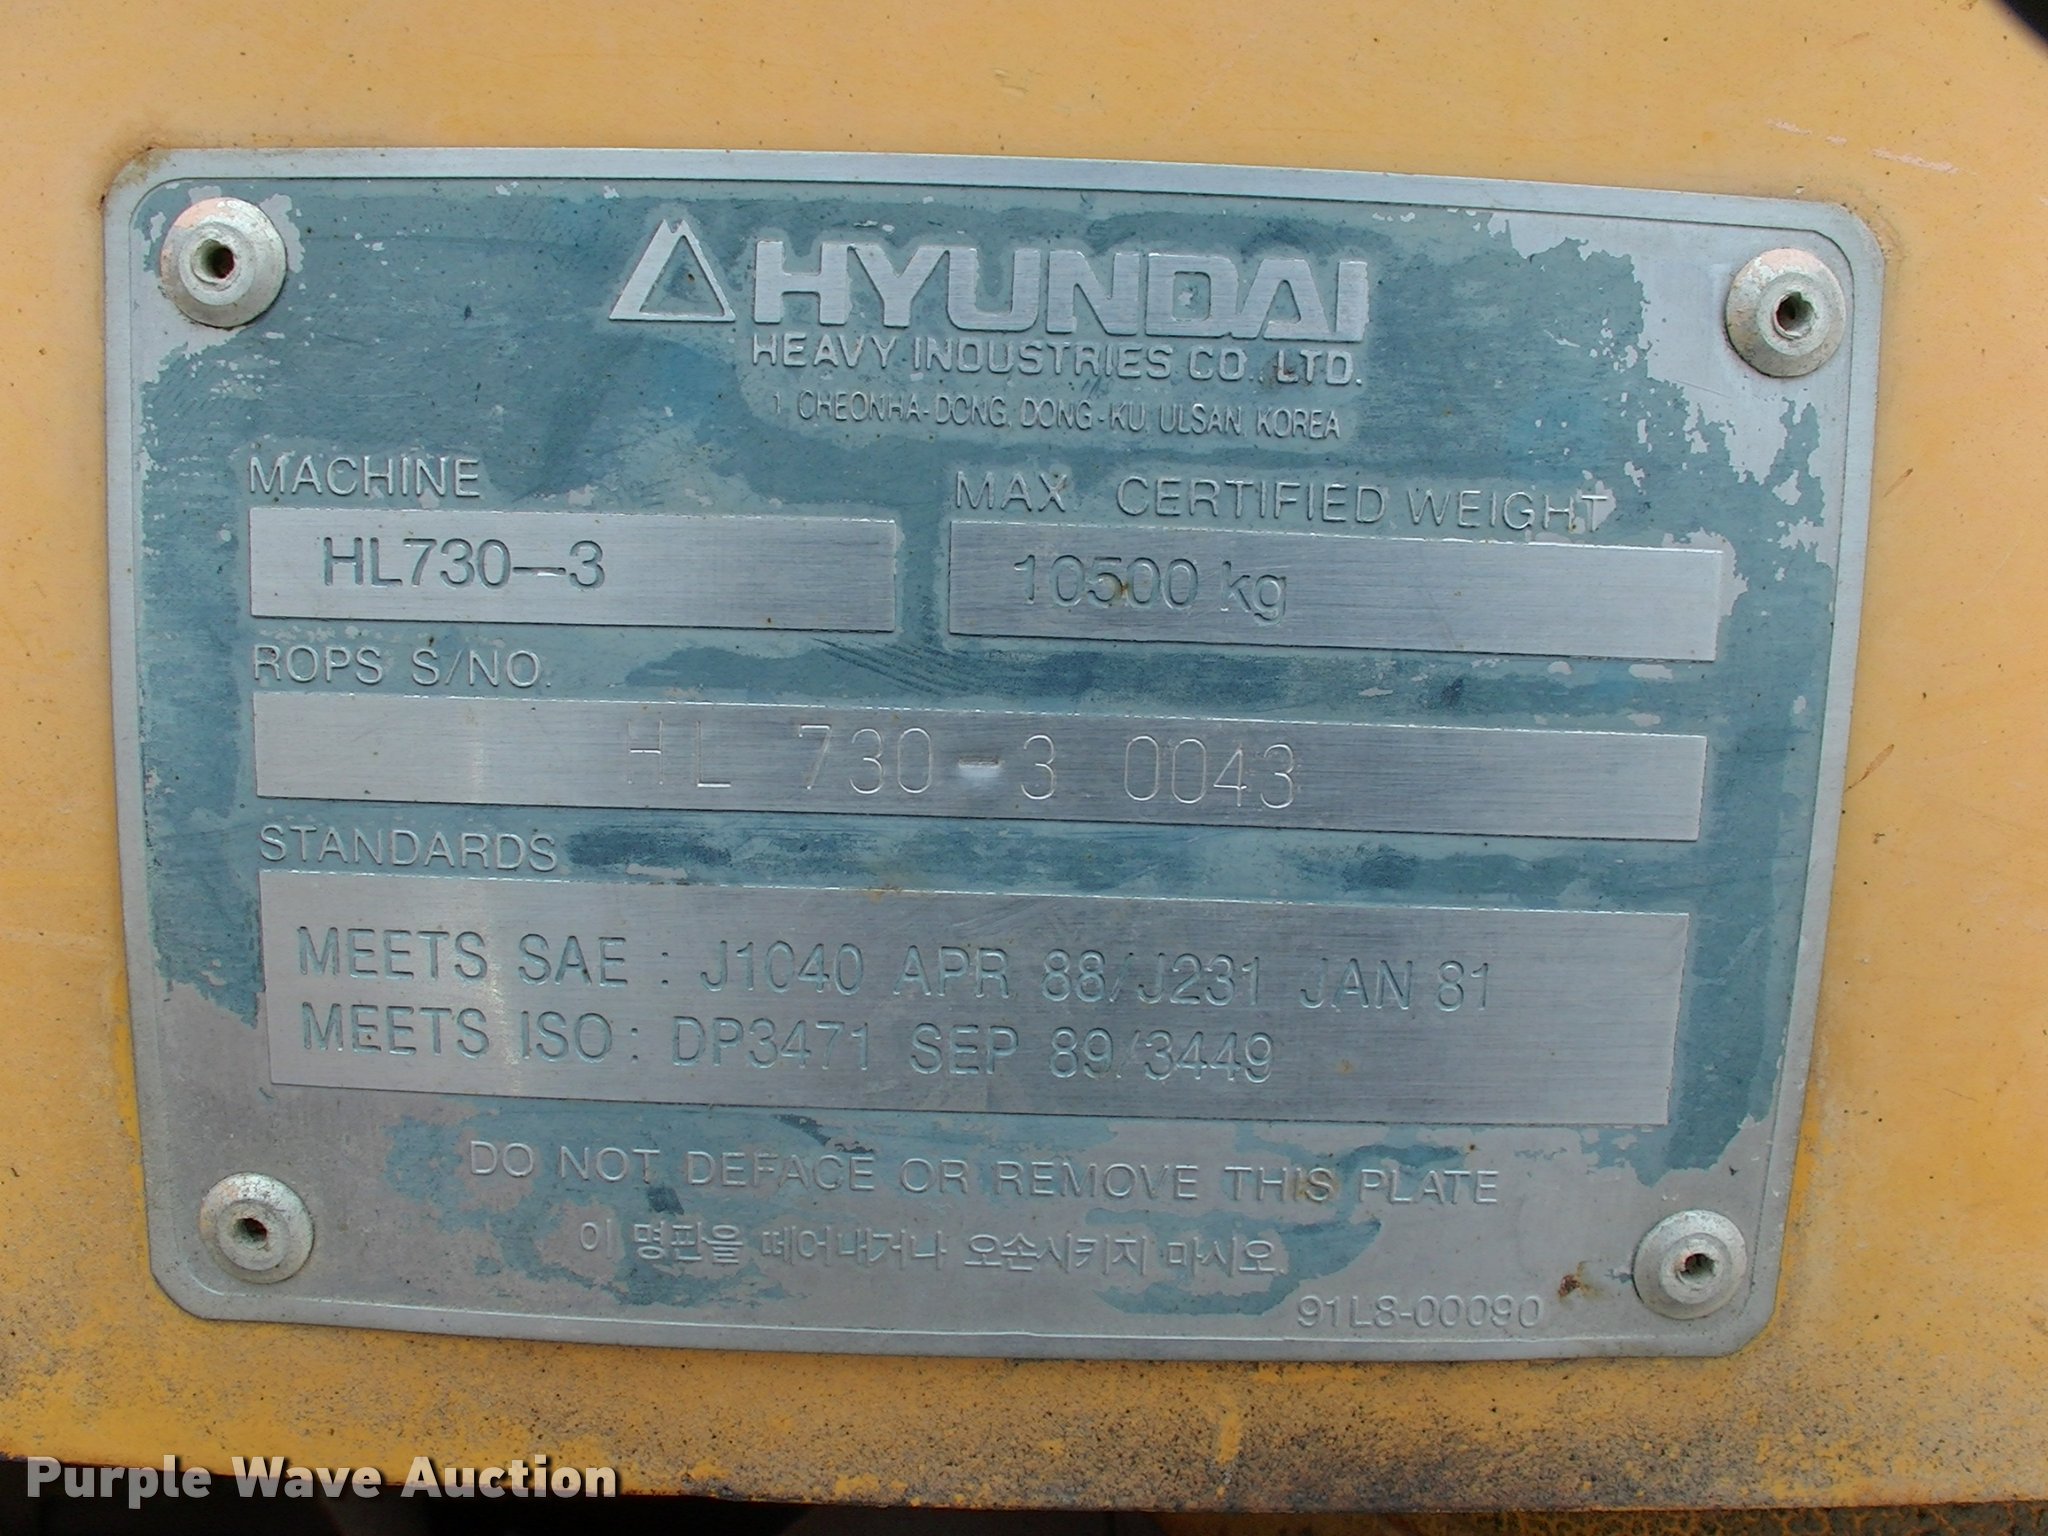 HYUNDAI
HEAVY INDUSTRIES CO., LTD.
1, CHEONHA-DONG, DONG-KU, ULSAN, KOREA
MACHINE
HL730-3
MAX CERTIFIED WEIGHT
10500 kg
ROPS S/NO.
HL 730-3 0043
STANDARDS
MEETS SAE : J1040 APR 88/J231 JAN 81
MEETS ISO : DP3471 SEP 89/3449
DO NOT DEFACE OR REMOVE THIS PLATE
이 명판을 떼어내거나 오손시키지 마시오.
91L8-00090
Purple Wave Auction